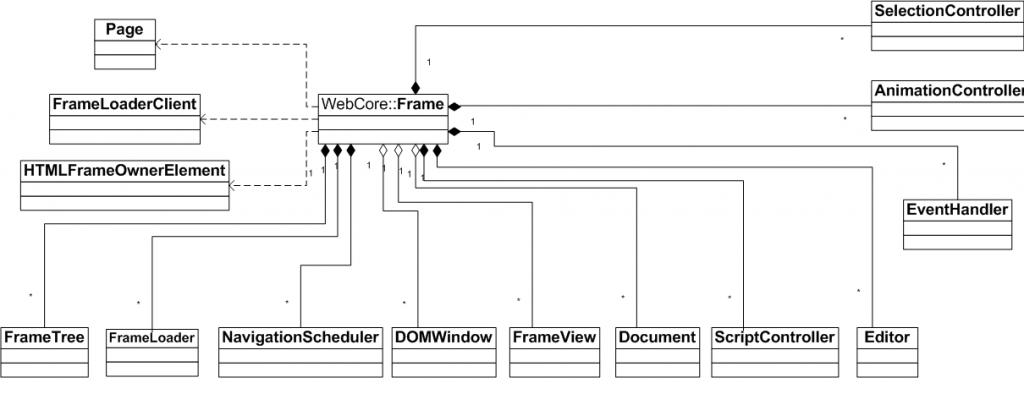 SelectionController
Page
*
1
AnimationController
FrameLoaderClient
WebCore::Frame
1
*
1
HTMLFrameOwnerElement
1
1
1
1
1
1
1
1
*
EventHandler
*
*
*
*
*
*
*
*
FrameTree
FrameLoader
NavigationScheduler
DOMWindow
FrameView
Document
ScriptController
Editor